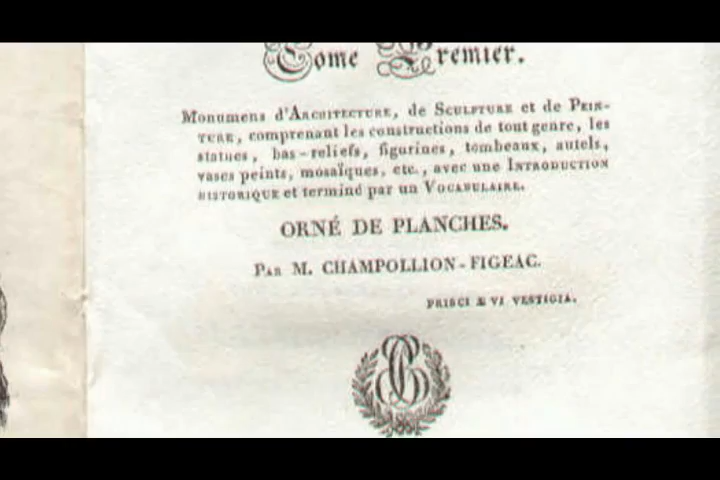 Tome Premier.
Monumens d'Architecture, de Sculpture et de Pein-
ture, comprenant les constructions de tout genre, les
statues, bas-reliefs, figurines, tombeaux, autels,
vases peints, mosaïques, etc., avec une Introduction
historique et terminé par un Vocabulaire.
ORNÉ DE PLANCHES.
Par M. CHAMPOLLION-FIGEAC.
PRISCI Æ VI VESTIGIA.